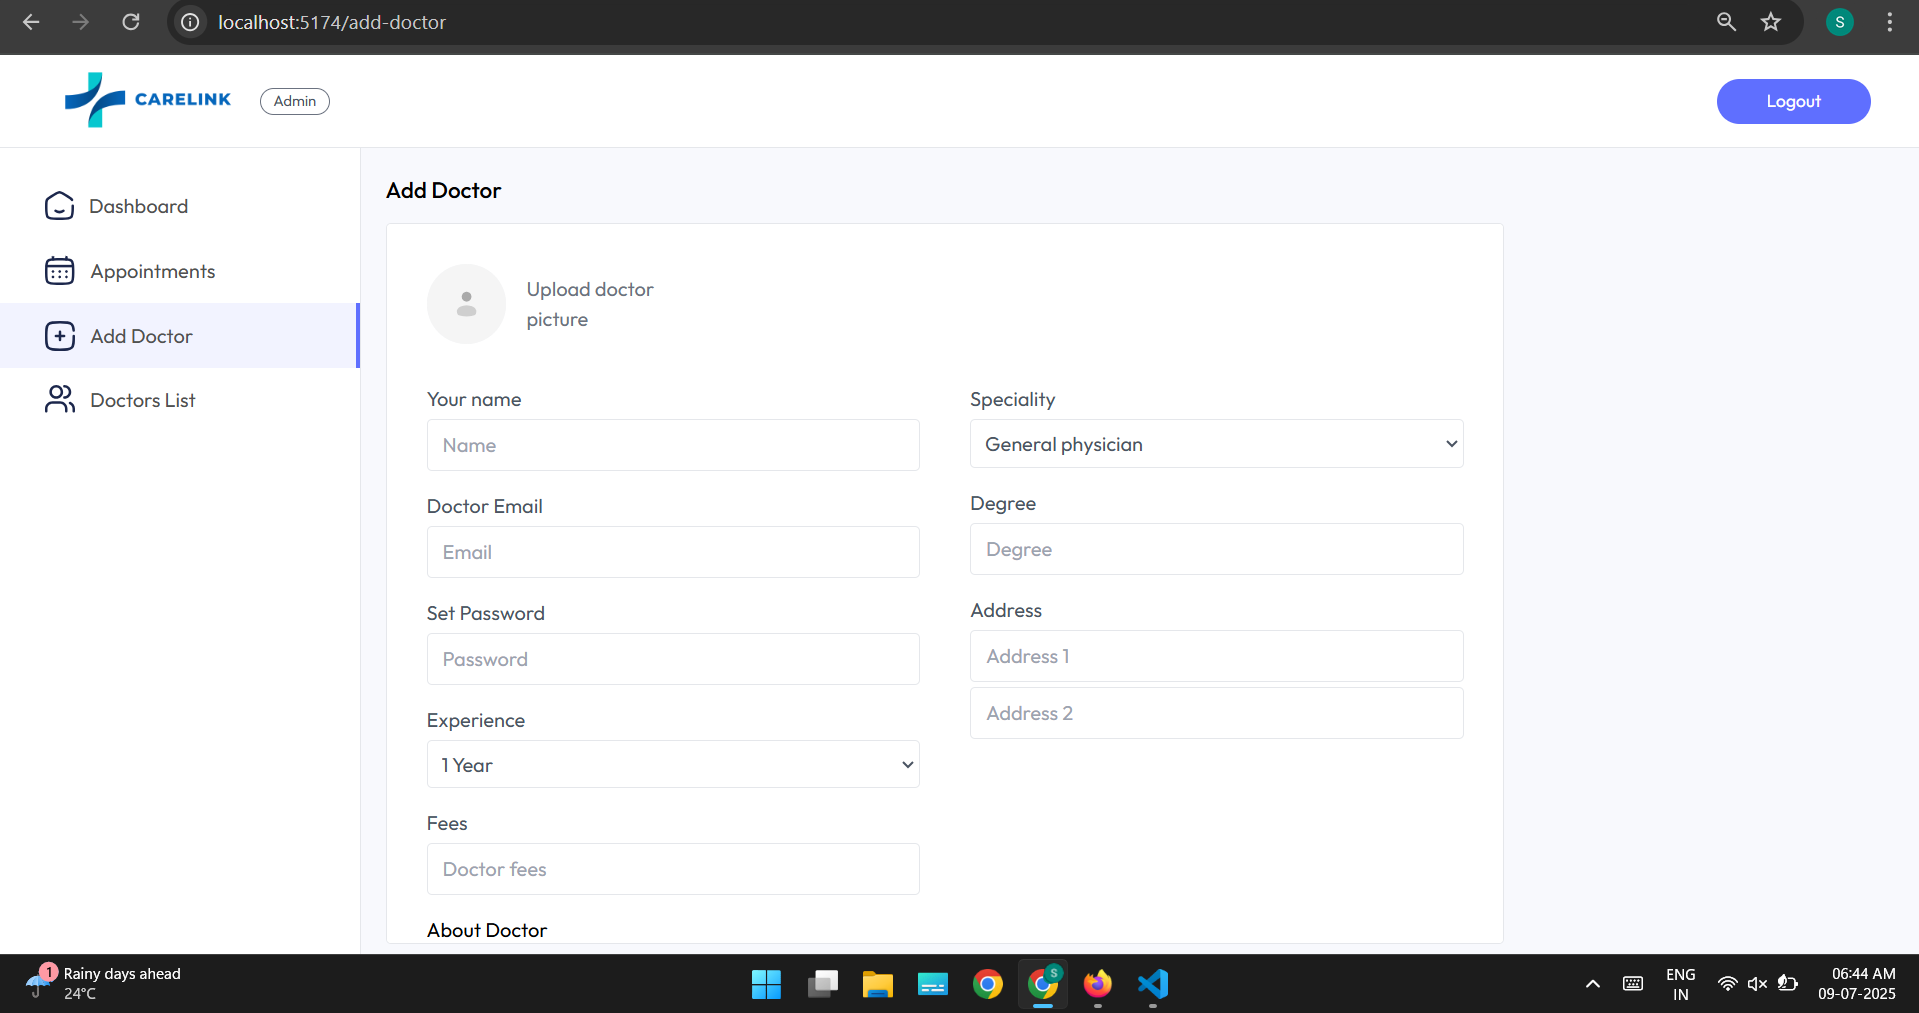 localhost:5174/add-doctor
S
CARELINK
Admin
Logout
Dashboard
Appointments
Add Doctor
Doctors List
Add Doctor
Upload doctor
picture
Your name
Name
Doctor Email
Email
Set Password
Password
Experience
1 Year
Fees
Doctor fees
About Doctor
Speciality
General physician
Degree
Degree
Address
Address 1
Address 2
1
Rainy days ahead
24°C
S
ENG
IN
06:44 AM
09-07-2025